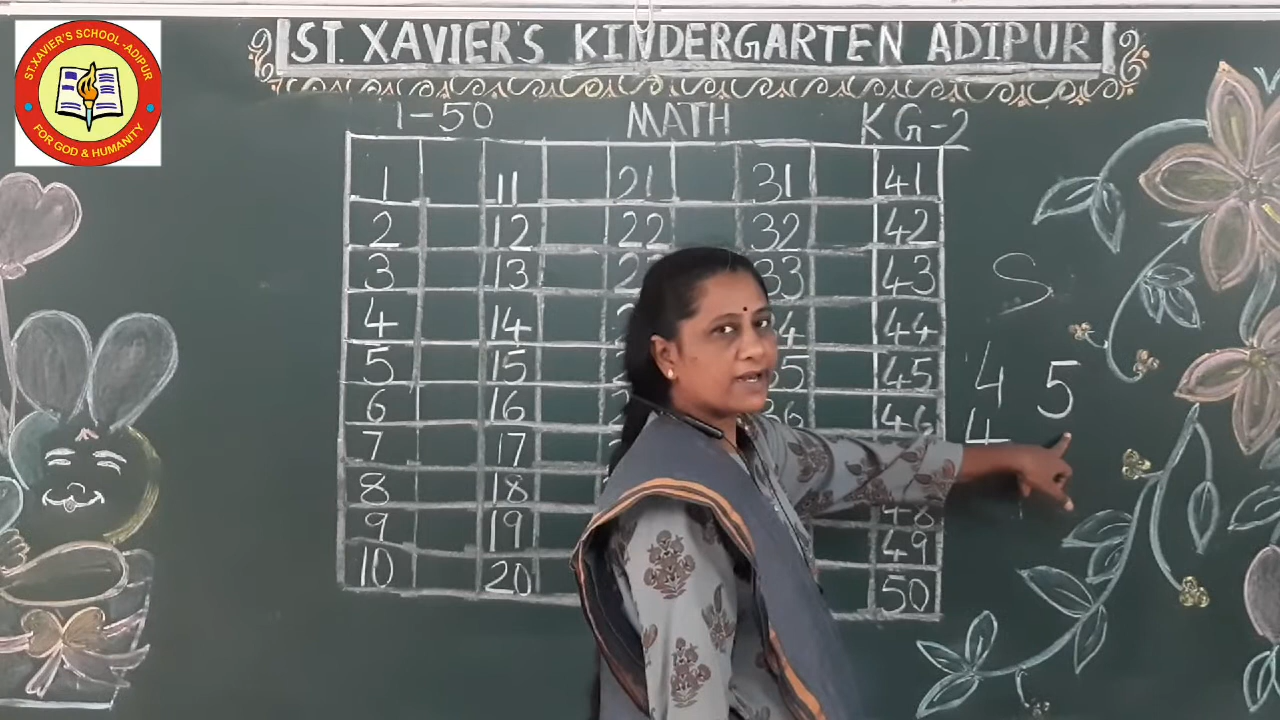 ST. XAVIER'S SCHOOL - ADIPUR
FOR GOD & HUMANITY
ST. XAVIER'S KINDERGARTEN ADIPUR
1-50 MATH KG-2
1 11 21 31 41
2 12 22 32 42
3 13 33 43 S
4 14 44
5 15 35 45 4 5
6 16 46 4
7 17
8 18 48
9 19 49
10 20 50